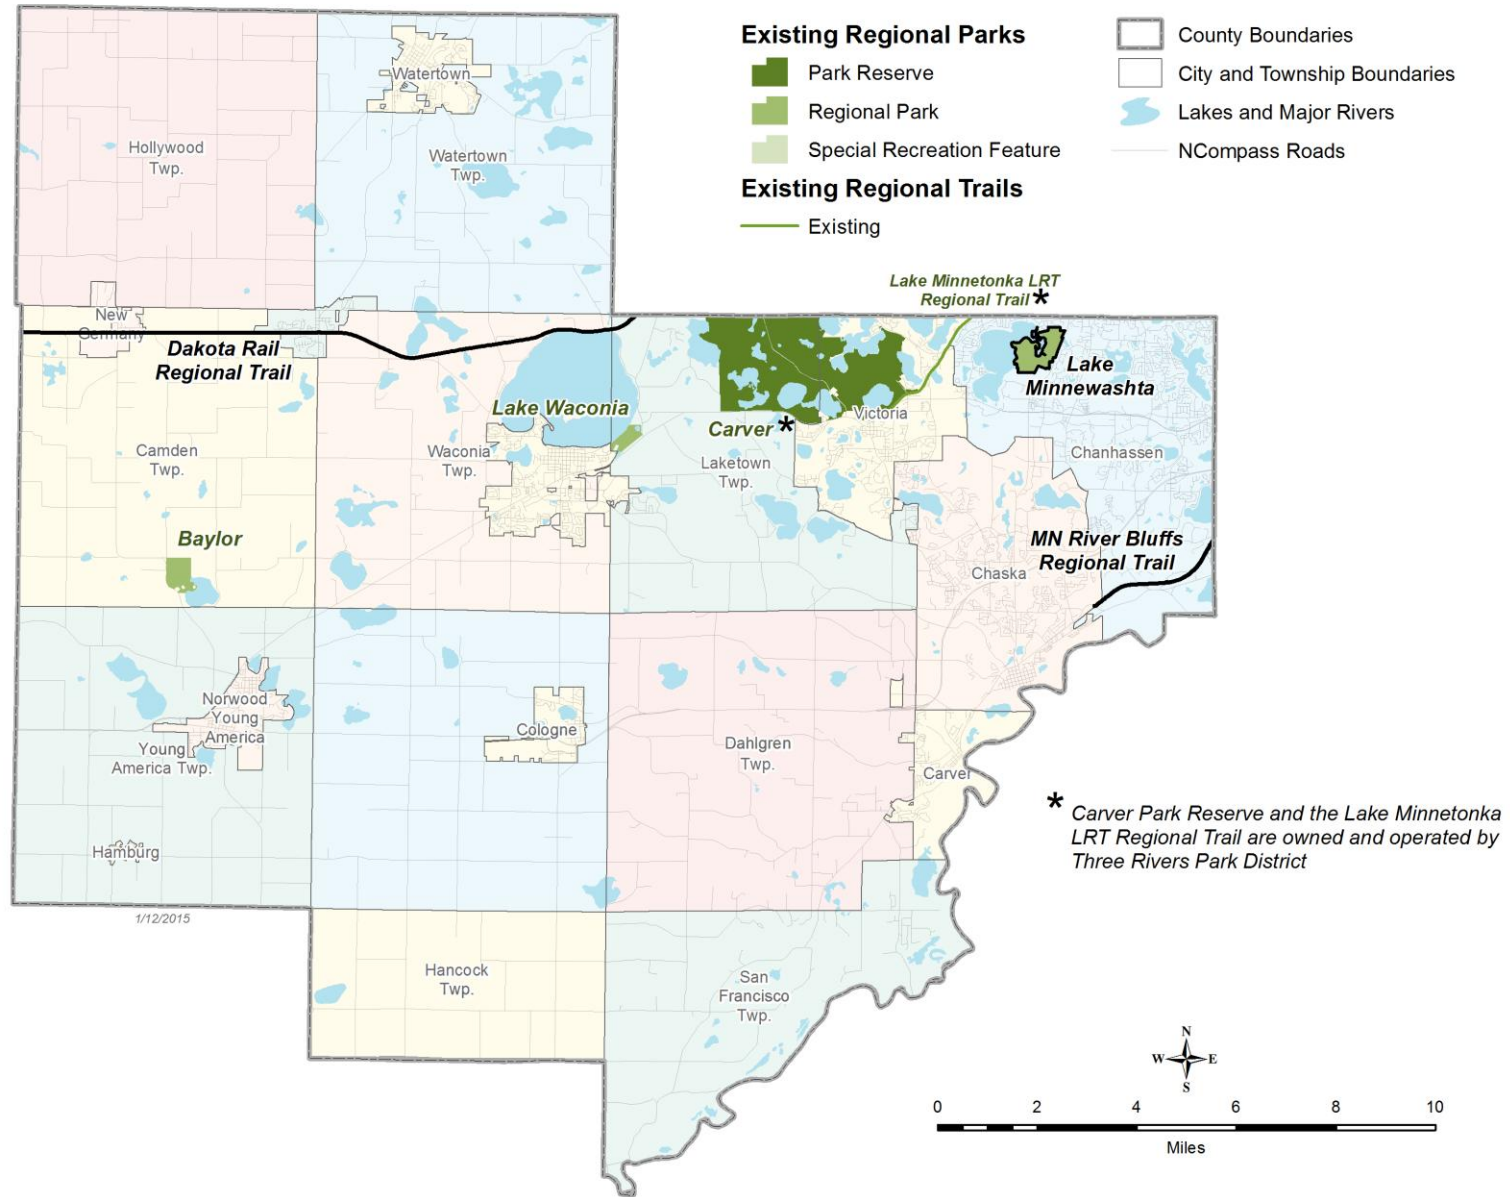 Existing Regional Parks
Park Reserve
Regional Park
Special Recreation Feature
Existing Regional Trails
Existing
County Boundaries
City and Township Boundaries
Lakes and Major Rivers
NCompass Roads
Watertown
Hollywood
Twp.
Watertown
Twp.
Lake Minnetonka LRT
Regional Trail *
New
Germany
Dakota Rail
Regional Trail
Lake
Minnewashta
Lake Waconia
Carver *
Victoria
Camden
Twp.
Waconia
Twp.
Laketown
Twp.
Chanhassen
Baylor
MN River Bluffs
Regional Trail
Chaska
Norwood
Young
America
Young
America Twp.
Cologne
Dahlgren
Twp.
Carver
Hamburg
* Carver Park Reserve and the Lake Minnetonka
LRT Regional Trail are owned and operated by
Three Rivers Park District
1/12/2015
Hancock
Twp.
San
Francisco
Twp.
N
W E
S
0 2 4 6 8 10
Miles